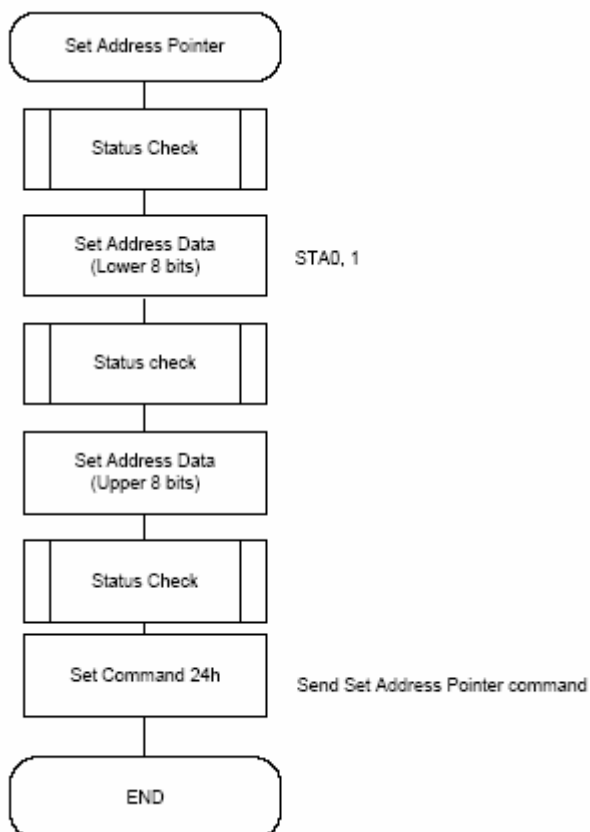 Set Address Pointer
Status Check
Set Address Data
(Lower 8 bits)
STA0, 1
Status check
Set Address Data
(Upper 8 bits)
Status Check
Set Command 24h
Send Set Address Pointer command
END